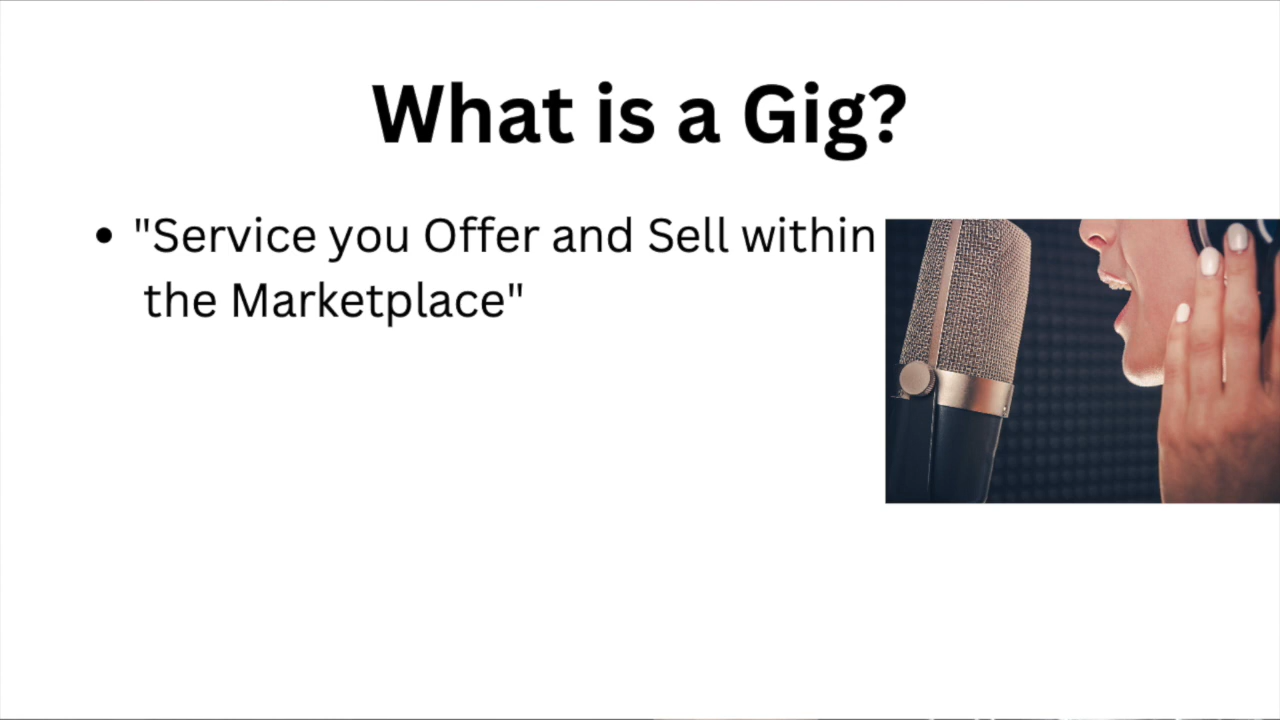 What is a Gig?
• "Service you Offer and Sell within
the Marketplace"